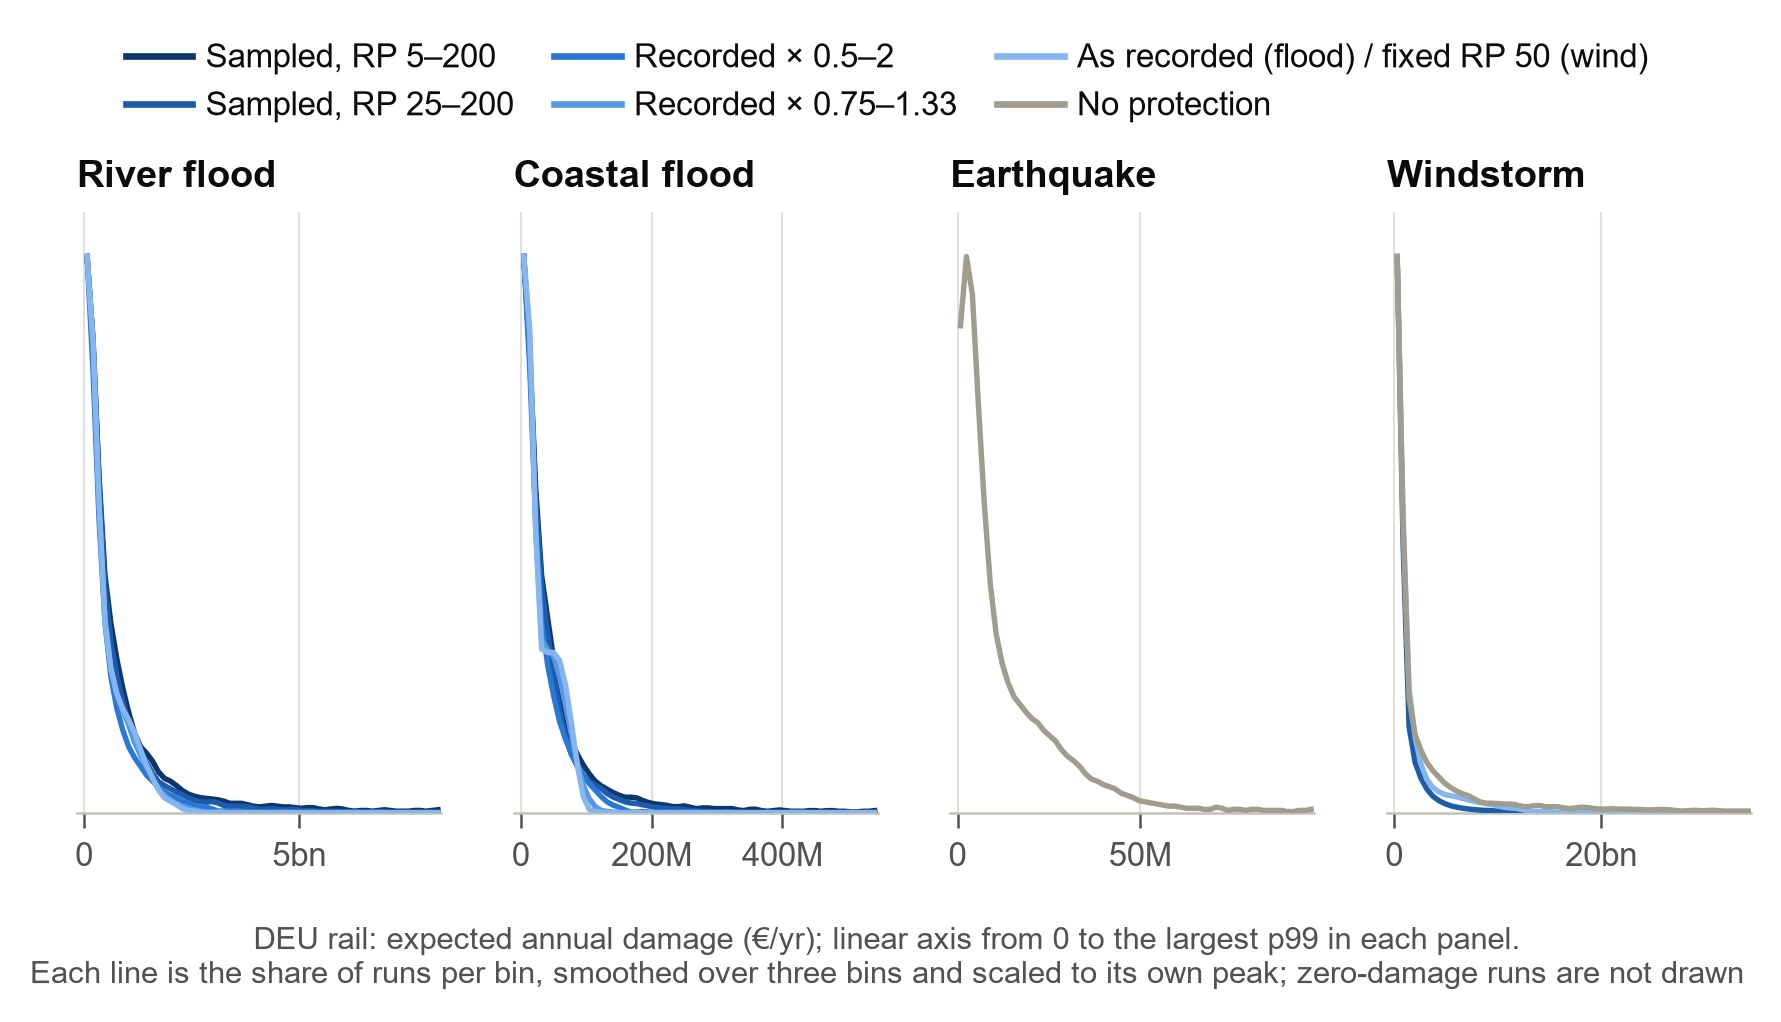 Sampled, RP 5–200
Sampled, RP 25–200
Recorded × 0.5–2
Recorded × 0.75–1.33
As recorded (flood) / fixed RP 50 (wind)
No protection
River flood
Coastal flood
Earthquake
Windstorm
0 5bn
0 200M 400M
0 50M
0 20bn
DEU rail: expected annual damage (€/yr); linear axis from 0 to the largest p99 in each panel.
Each line is the share of runs per bin, smoothed over three bins and scaled to its own peak; zero-damage runs are not drawn